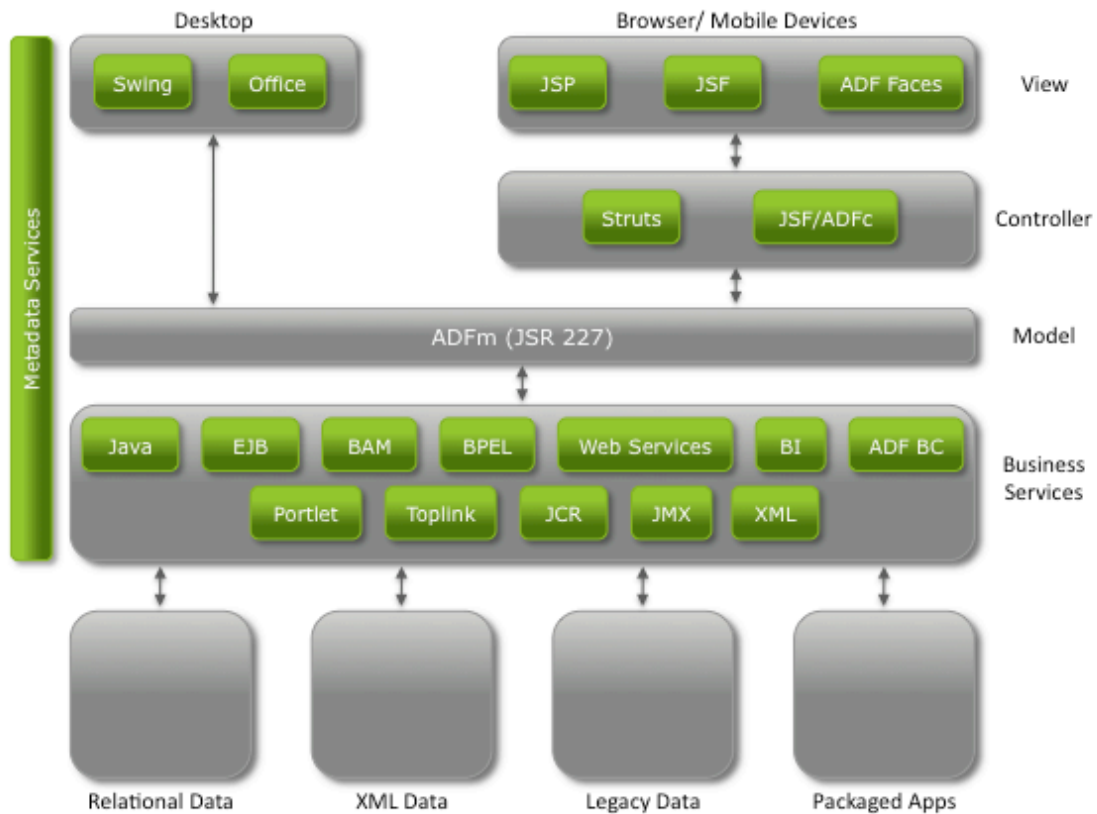 Desktop
Browser/ Mobile Devices
Swing
Office
JSP
JSF
ADF Faces
View
Metadata Services
Struts
JSF/ADFc
Controller
ADFm (JSR 227)
Model
Java
EJB
BAM
BPEL
Web Services
BI
ADF BC
Business
Services
Portlet
Toplink
JCR
JMX
XML
Relational Data
XML Data
Legacy Data
Packaged Apps